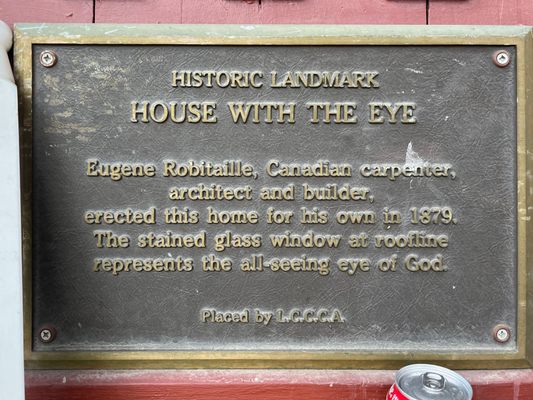 HISTORIC LANDMARK
HOUSE WITH THE EYE
Eugene Robitaille, Canadian carpenter,
architect and builder,
erected this home for his own in 1879.
The stained glass window at roofline
represents the all-seeing eye of God.
Placed by L.C.C.C.A.